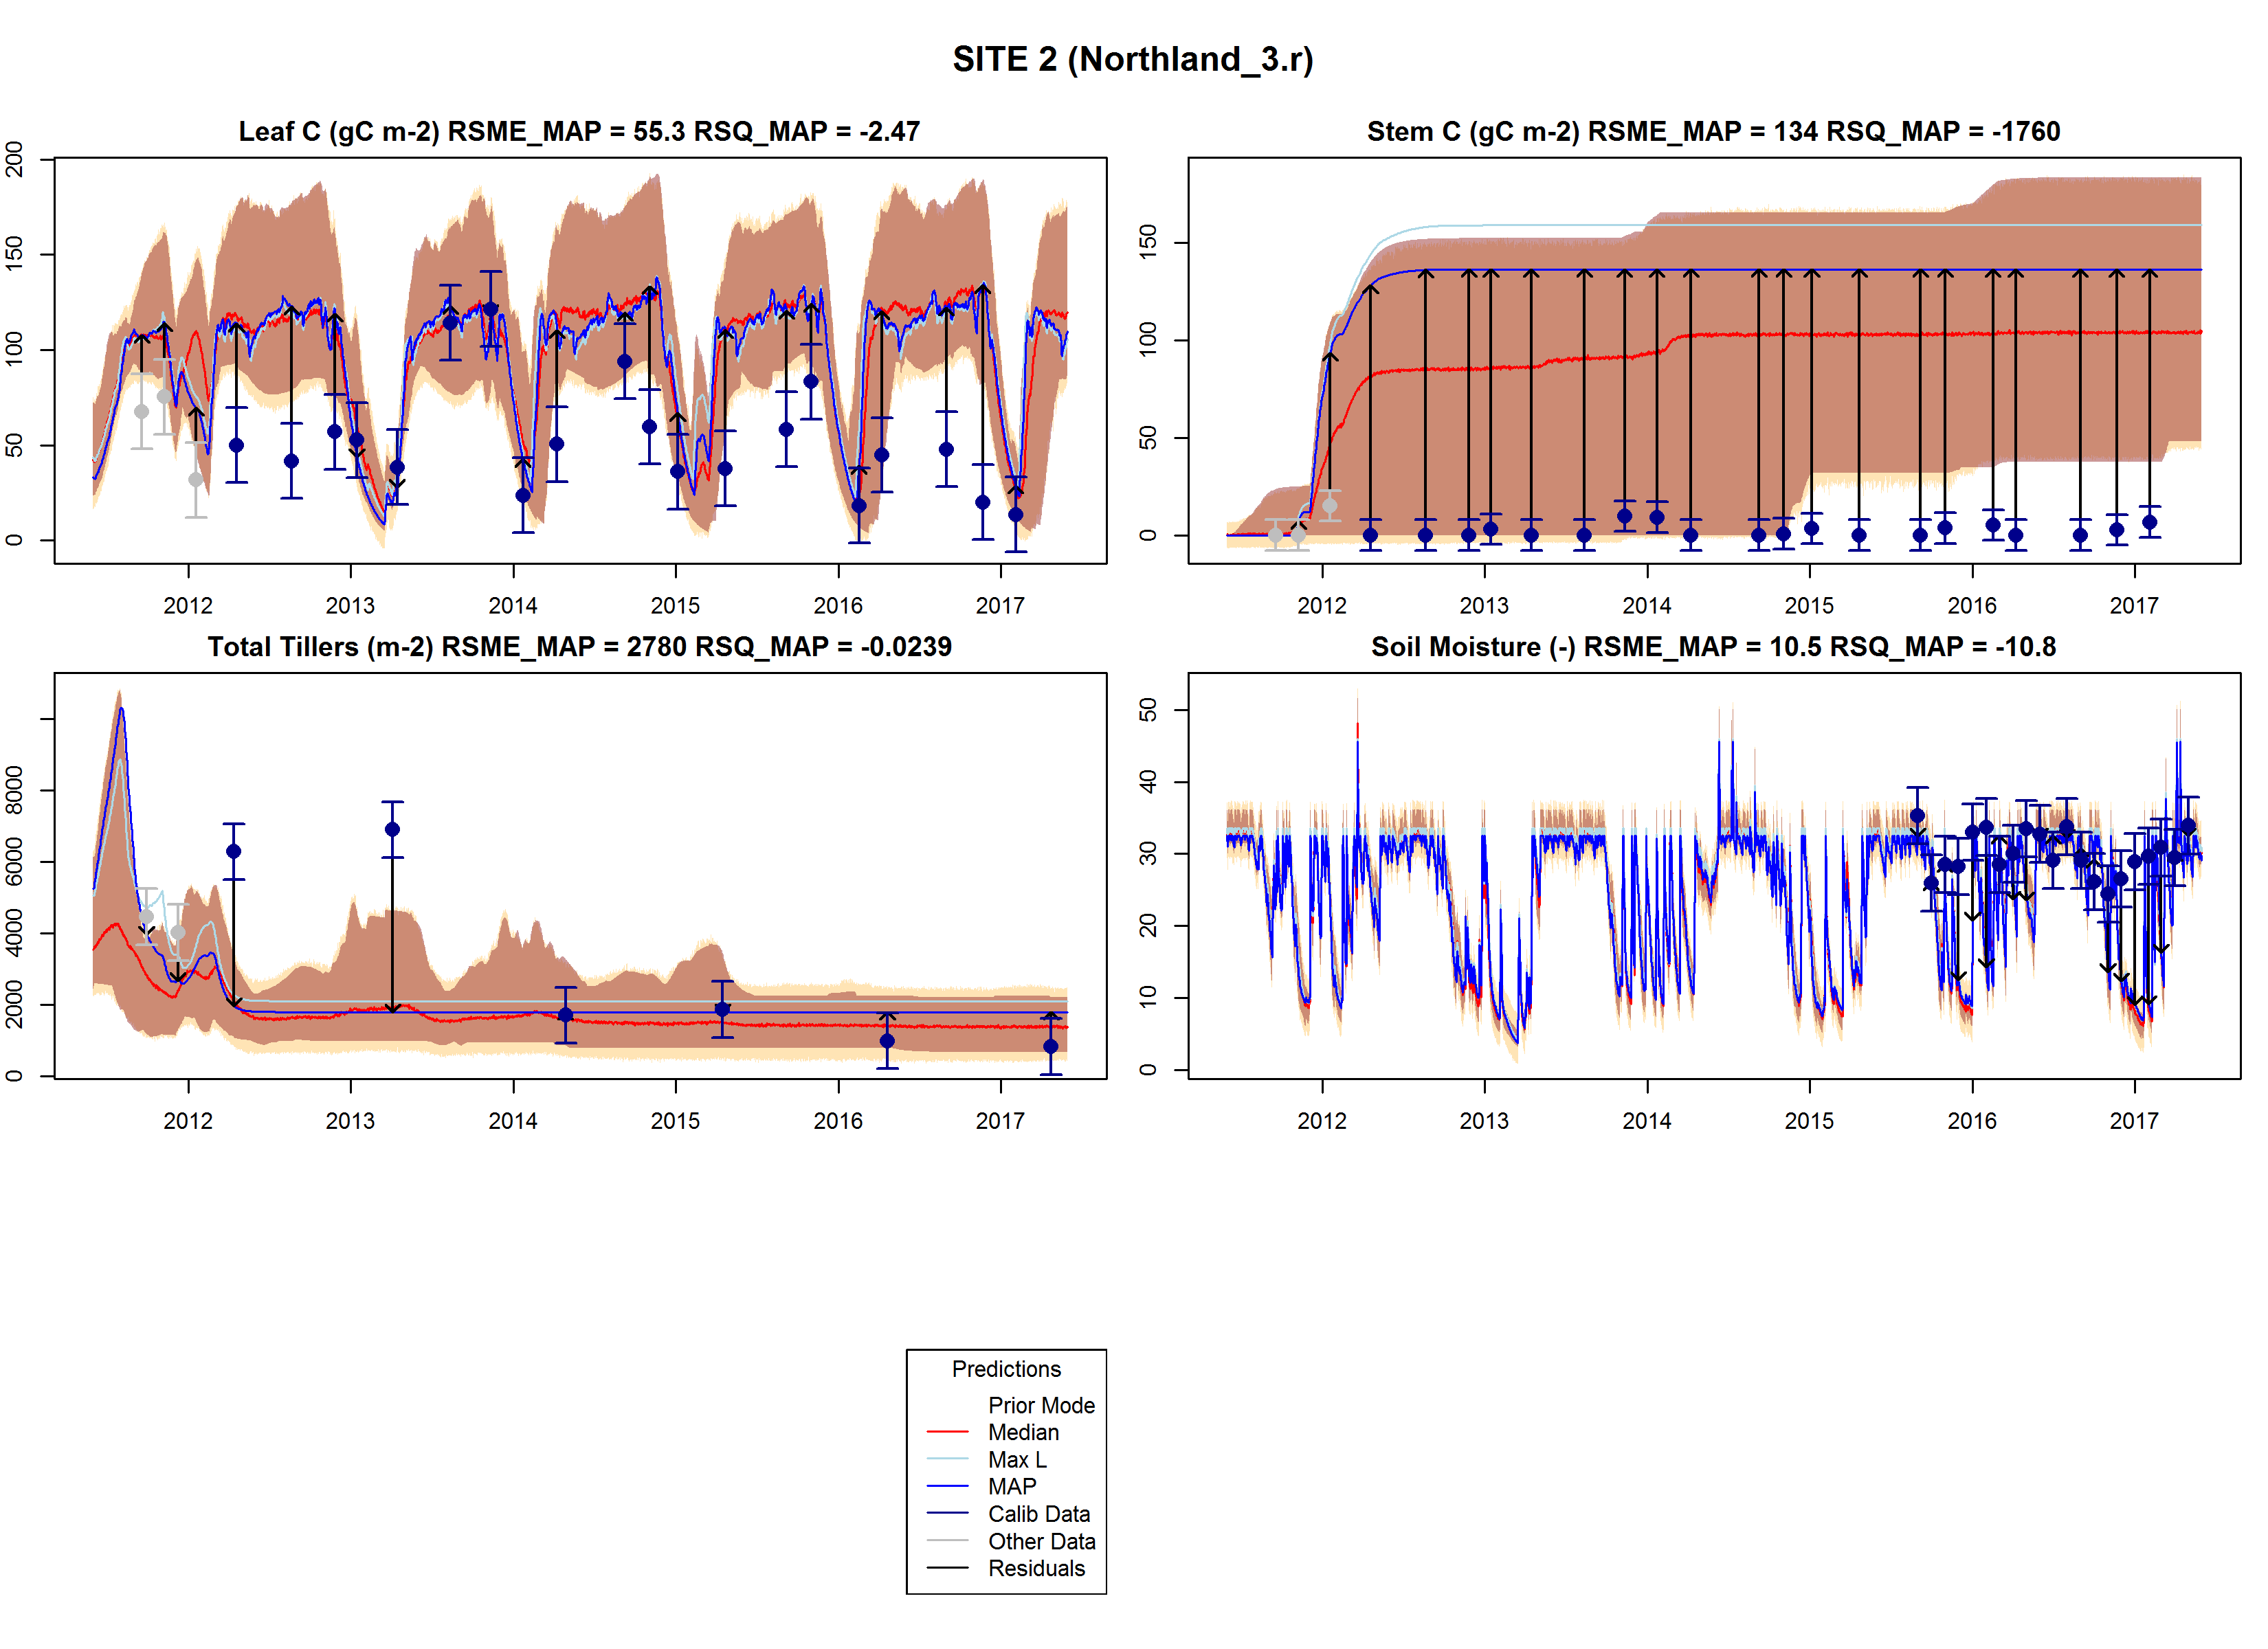 SITE 2 (Northland_3.r)
Leaf C (gC m-2) RSME_MAP = 55.3 RSQ_MAP = -2.47
200
150
100
50
0
2012 2013 2014 2015 2016 2017
Stem C (gC m-2) RSME_MAP = 134 RSQ_MAP = -1760
150
100
50
0
2012 2013 2014 2015 2016 2017
Total Tillers (m-2) RSME_MAP = 2780 RSQ_MAP = -0.0239
8000
6000
4000
2000
0
2012 2013 2014 2015 2016 2017
Soil Moisture (-) RSME_MAP = 10.5 RSQ_MAP = -10.8
50
40
30
20
10
0
2012 2013 2014 2015 2016 2017
Predictions
Prior Mode
Median
Max L
MAP
Calib Data
Other Data
Residuals